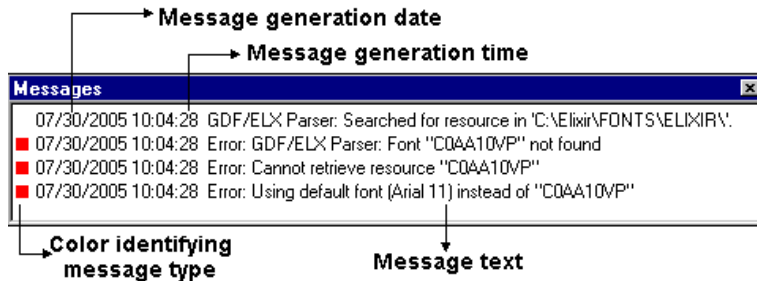 Message generation date
Message generation time
Messages
07/30/2005 10:04:28 GDF/ELX Parser: Searched for resource in 'C:\Elixir\FONTS\ELIXIR\'.
07/30/2005 10:04:28 Error: GDF/ELX Parser: Font "C0AA10VP" not found
07/30/2005 10:04:28 Error: Cannot retrieve resource "C0AA10VP"
07/30/2005 10:04:28 Error: Using default font (Arial 11) instead of "C0AA10VP"
Color identifying
message type
Message text